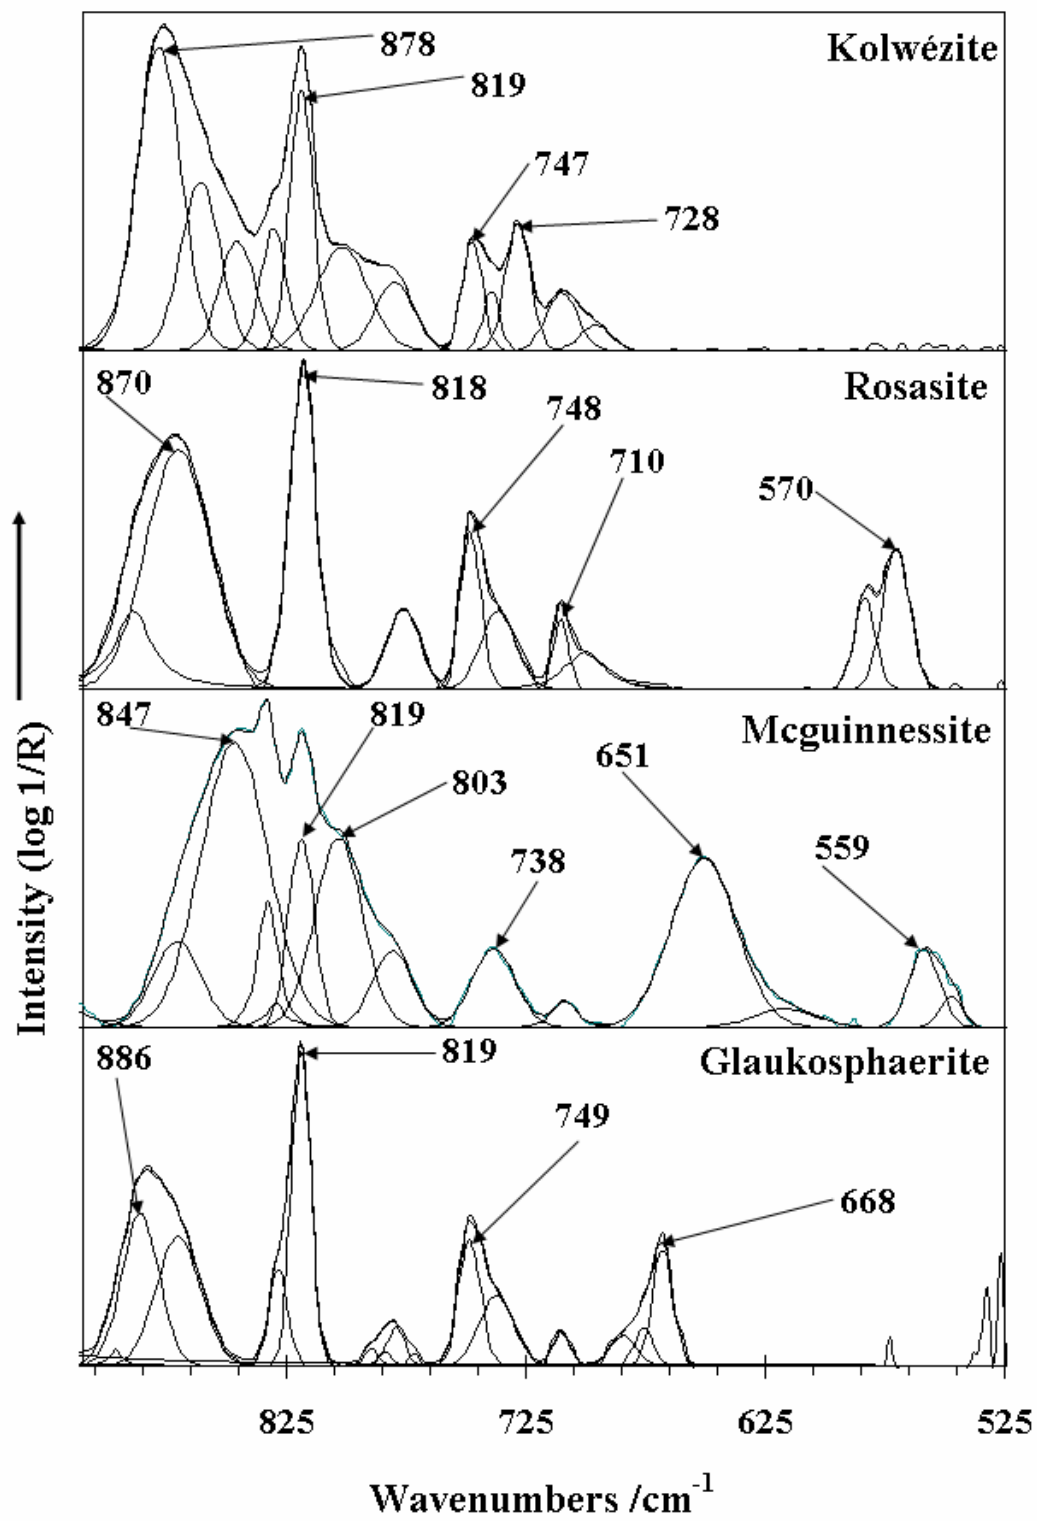 Kolwézite
878
819
747
728
Rosasite
870
818
748
710
570
Mcguinnessite
847
819
803
738
651
559
Glaukosphaerite
886
819
749
668
Intensity (log 1/R)
825 725 625 525
Wavenumbers /cm-1